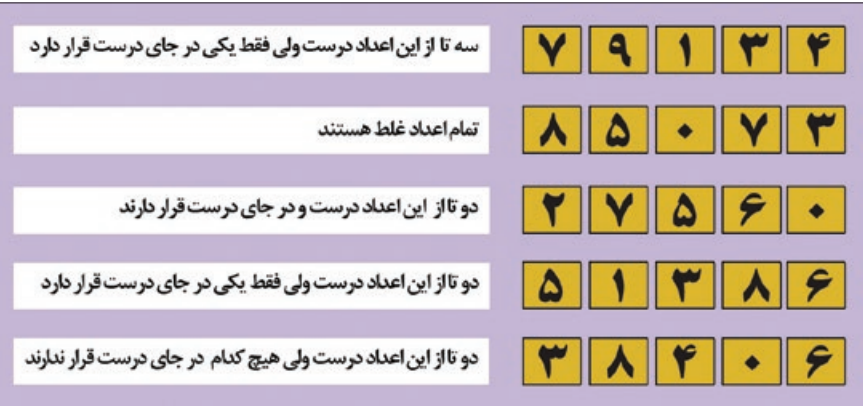 سه تا از این اعداد درست ولی فقط یکی در جای درست قرار دارد ۷ ۹ ۱ ۳ ۴
تمام اعداد غلط هستند ۸ ۵ ۰ ۷ ۳
دو تا از این اعداد درست و در جای درست قرار دارند ۲ ۷ ۵ ۶ ۰
دو تا از این اعداد درست ولی فقط یکی در جای درست قرار دارد ۵ ۱ ۳ ۸ ۶
دو تا از این اعداد درست ولی هیچ کدام در جای درست قرار ندارند ۳ ۸ ۴ ۰ ۶